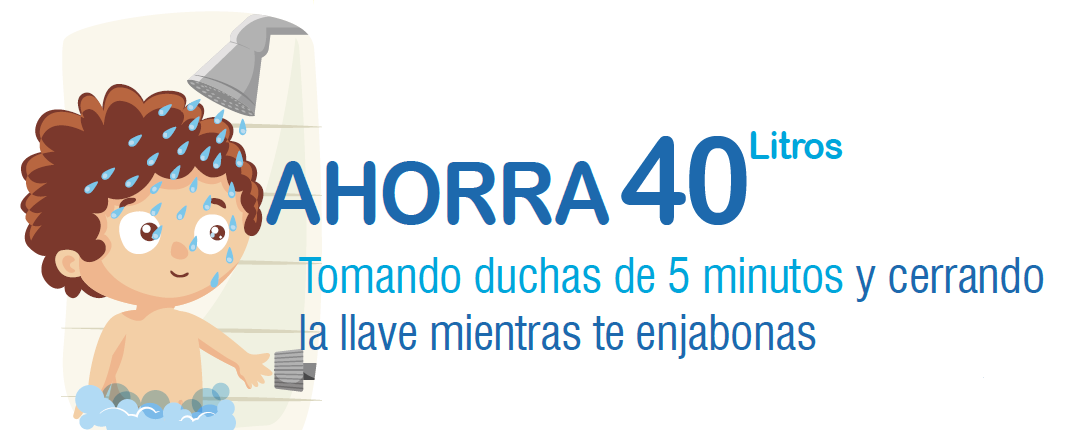 AHORRA 40 Litros
Tomando duchas de 5 minutos y cerrando
la llave mientras te enjabonas